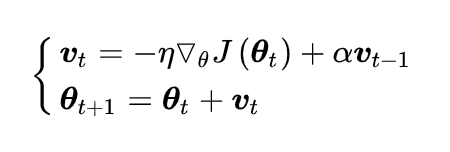 v_t = −η▽_θ J (θ_t) + αv_{t−1}
θ_{t+1} = θ_t + v_t